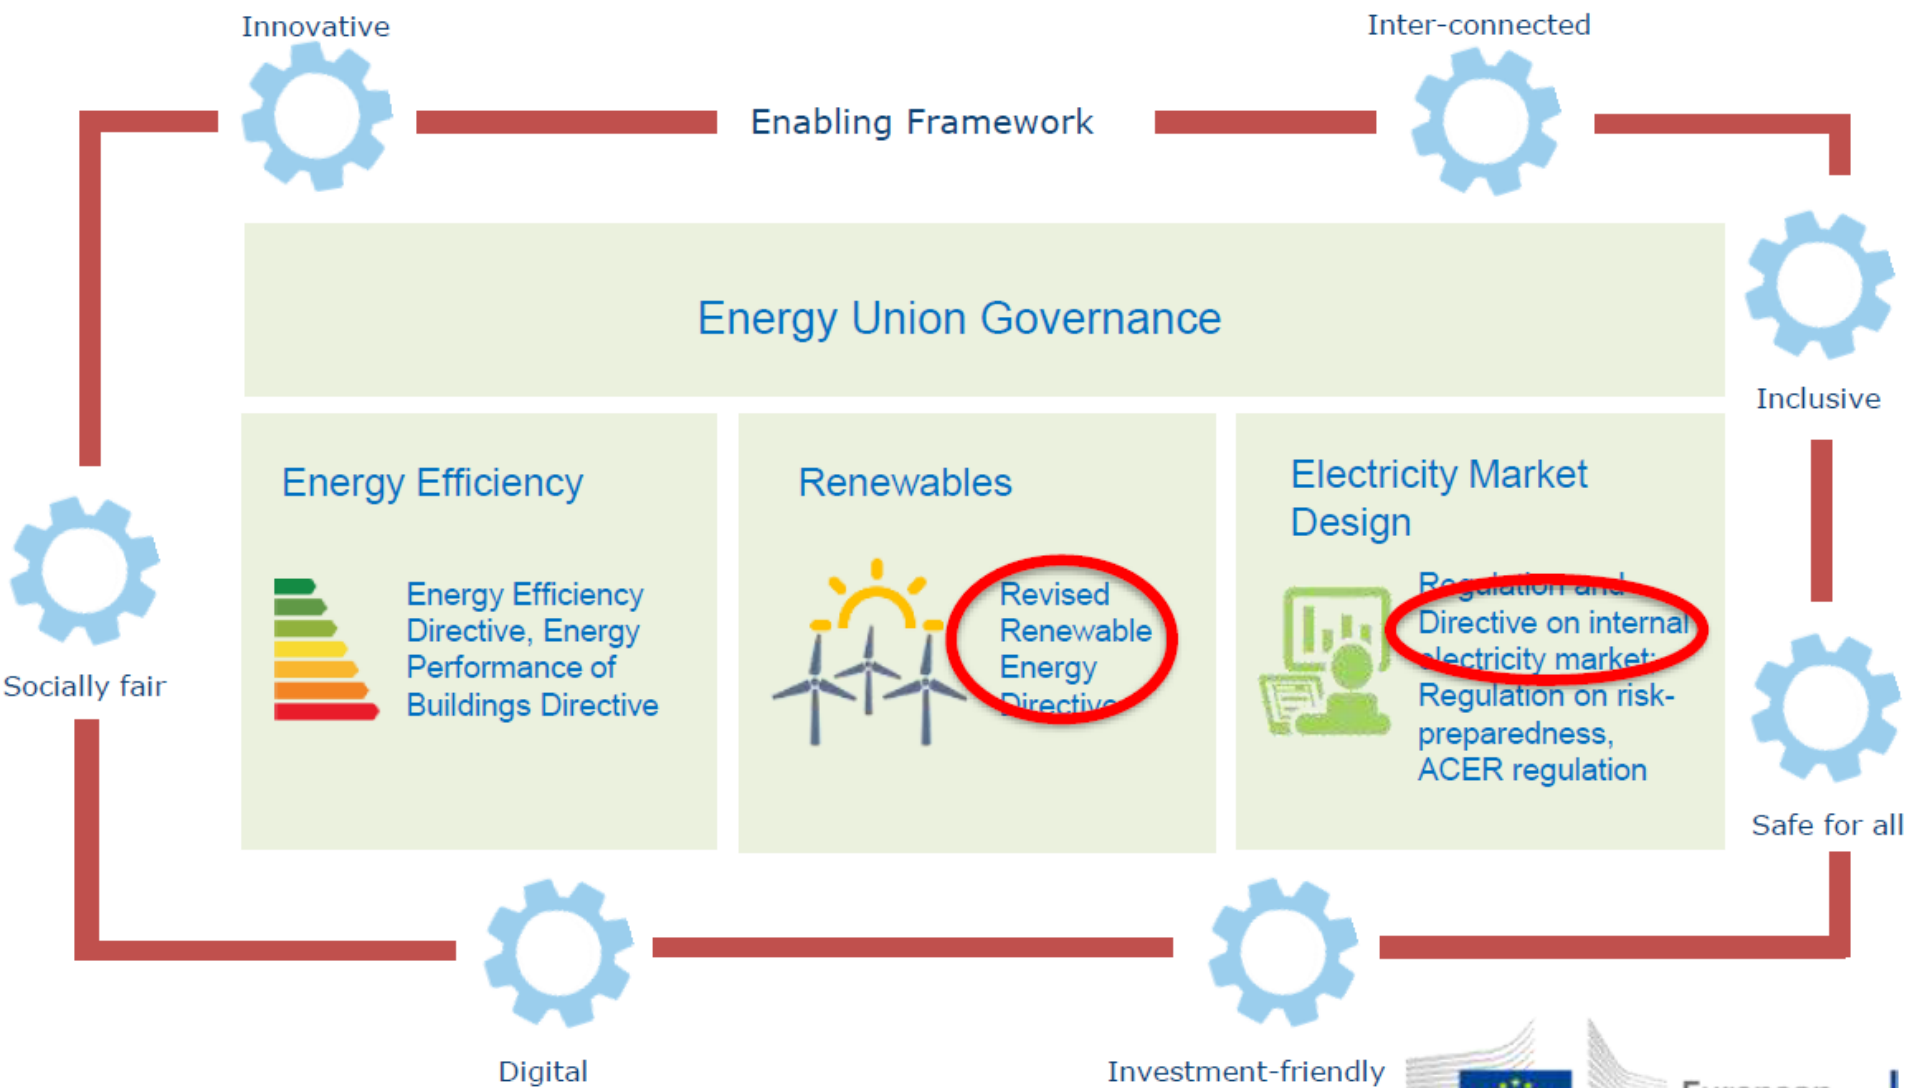 Innovative
Inter-connected
Enabling Framework
Energy Union Governance
Inclusive
Energy Efficiency
Energy Efficiency
Directive, Energy
Performance of
Buildings Directive
Renewables
Revised
Renewable
Energy
Directive
Electricity Market
Design
Regulation and
Directive on internal
electricity market;
Regulation on risk-
preparedness,
ACER regulation
Socially fair
Safe for all
Digital
Investment-friendly